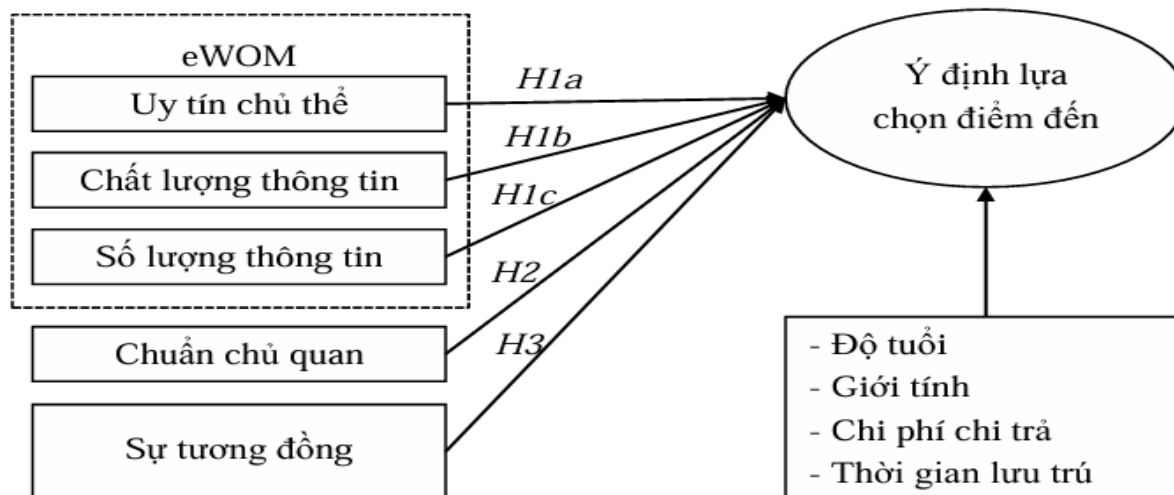 eWOM
Uy tín chủ thể
Chất lượng thông tin
Số lượng thông tin
Chuẩn chủ quan
Sự tương đồng
H1a
H1b
H1c
H2
H3
Ý định lựa
chọn điểm đến
- Độ tuổi
- Giới tính
- Chi phí chi trả
- Thời gian lưu trú